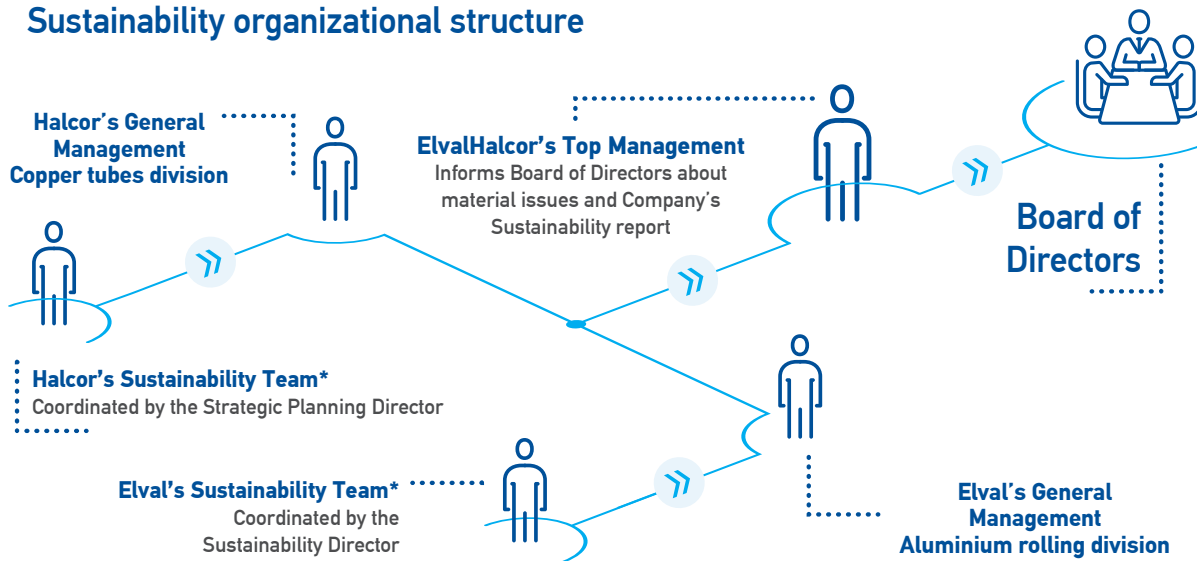 Sustainability organizational structure
Halcor's General
Management
Copper tubes division
ElvalHalcor's Top Management
Informs Board of Directors about
material issues and Company's
Sustainability report
Board of
Directors
Halcor's Sustainability Team*
Coordinated by the Strategic Planning Director
Elval's Sustainability Team*
Coordinated by the
Sustainability Director
Elval's General
Management
Aluminium rolling division